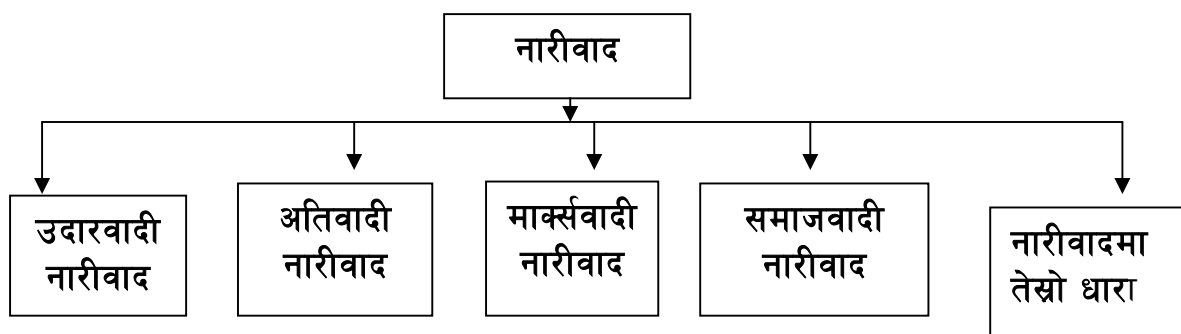 नारीवाद
उदारवादी
नारीवाद
अतिवादी
नारीवाद
मार्क्सवादी
नारीवाद
समाजवादी
नारीवाद
नारीवादमा
तेस्रो धारा